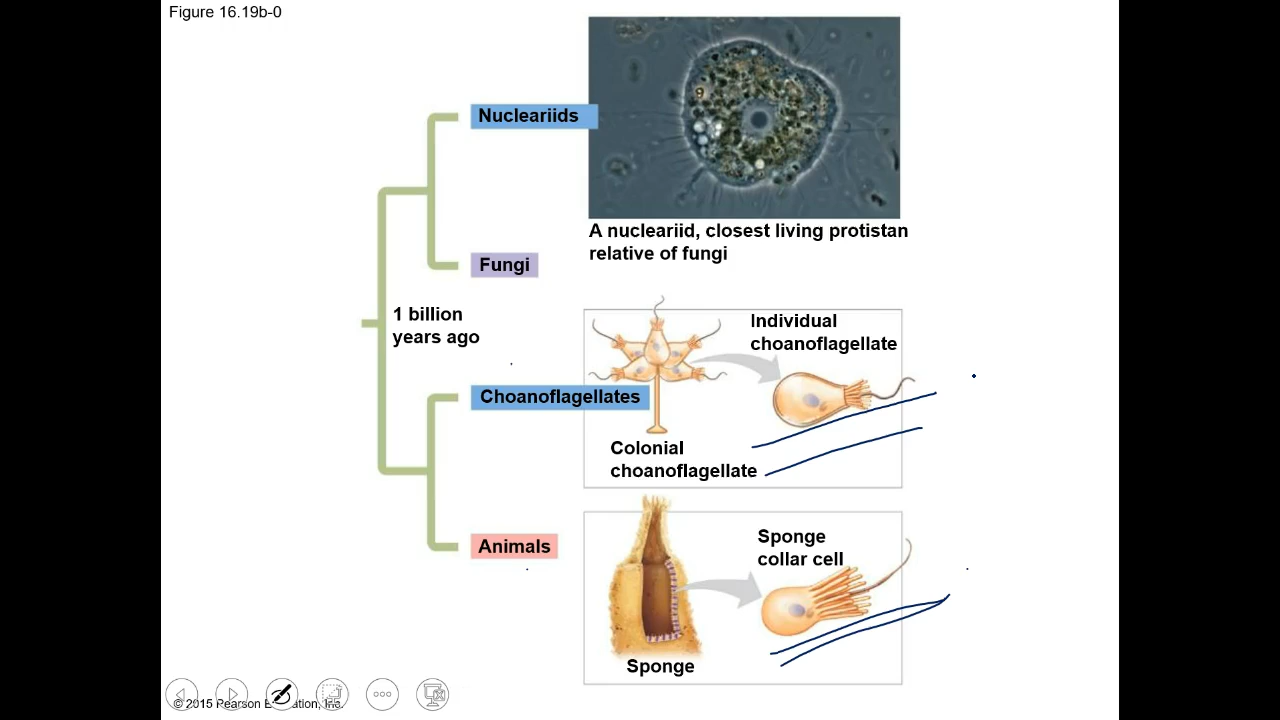 Figure 16.19b-0
Nucleariids
A nucleariid, closest living protistan
relative of fungi
Fungi
1 billion
years ago
Individual
choanoflagellate
Choanoflagellates
Colonial
choanoflagellate
Animals
Sponge
collar cell
Sponge
© 2015 Pearson Inc.